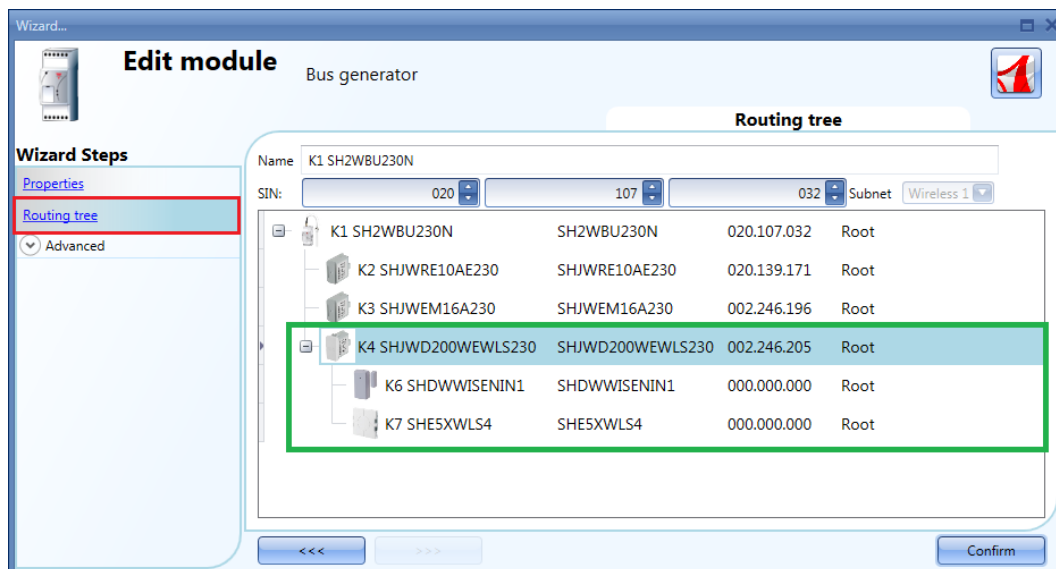 Wizard...
Edit module
Bus generator
Routing tree
Wizard Steps
Properties
Routing tree
Advanced
Name K1 SH2WBU230N
SIN: 020 107 032 Subnet Wireless 1
K1 SH2WBU230N SH2WBU230N 020.107.032 Root
K2 SHJWRE10AE230 SHJWRE10AE230 020.139.171 Root
K3 SHJWEM16A230 SHJWEM16A230 002.246.196 Root
K4 SHJWD200WEWLS230 SHJWD200WEWLS230 002.246.205 Root
K6 SHDWWISENIN1 SHDWWISENIN1 000.000.000 Root
K7 SHE5XWLS4 SHE5XWLS4 000.000.000 Root
<<< >>> Confirm